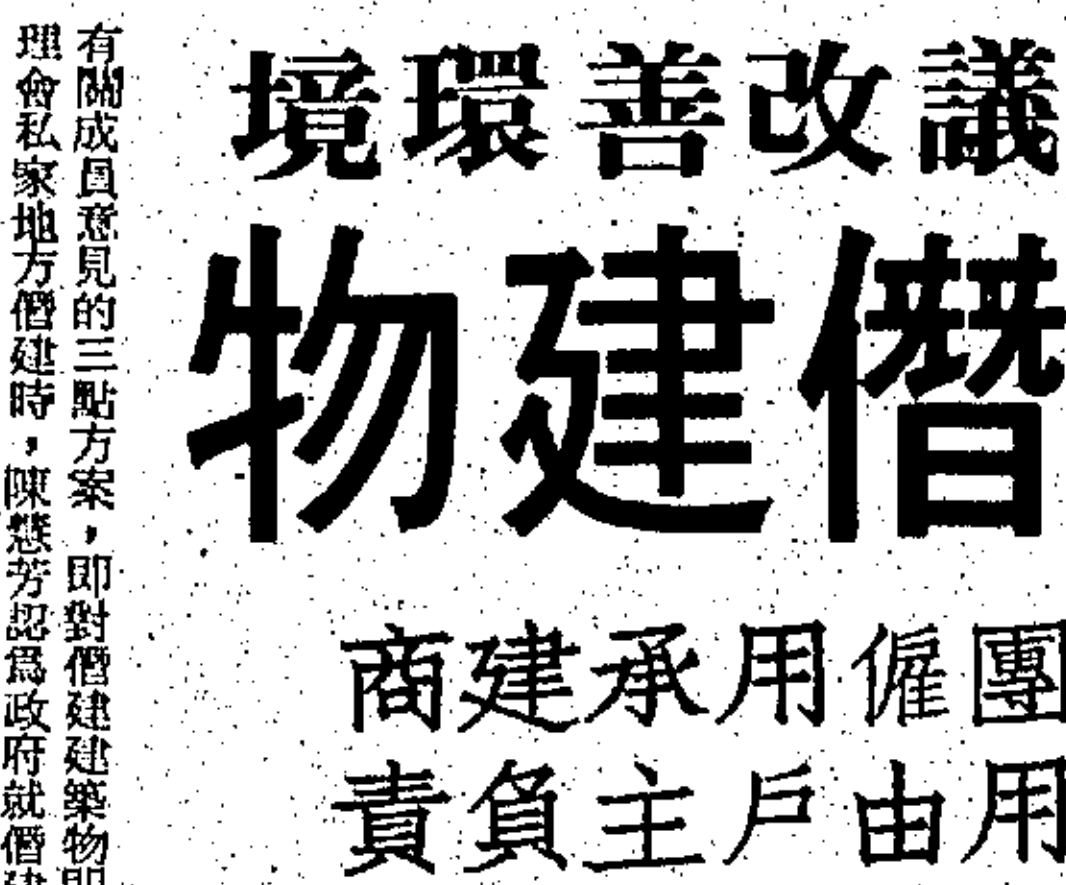 議改善環境
僭建物
團僱用承建商
用由戶主負責
有關成員意見的三點方案，即對僭建建築物即
理會私家地方僭建時，陳慧芳認為政府就僭建